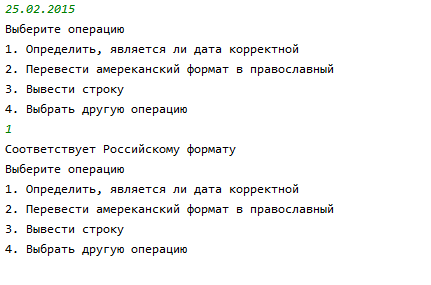 25.02.2015
Выберите операцию
1. Определить, является ли дата корректной
2. Перевести амереканский формат в православный
3. Вывести строку
4. Выбрать другую операцию
1
Соответствует Российскому формату
Выберите операцию
1. Определить, является ли дата корректной
2. Перевести амереканский формат в православный
3. Вывести строку
4. Выбрать другую операцию